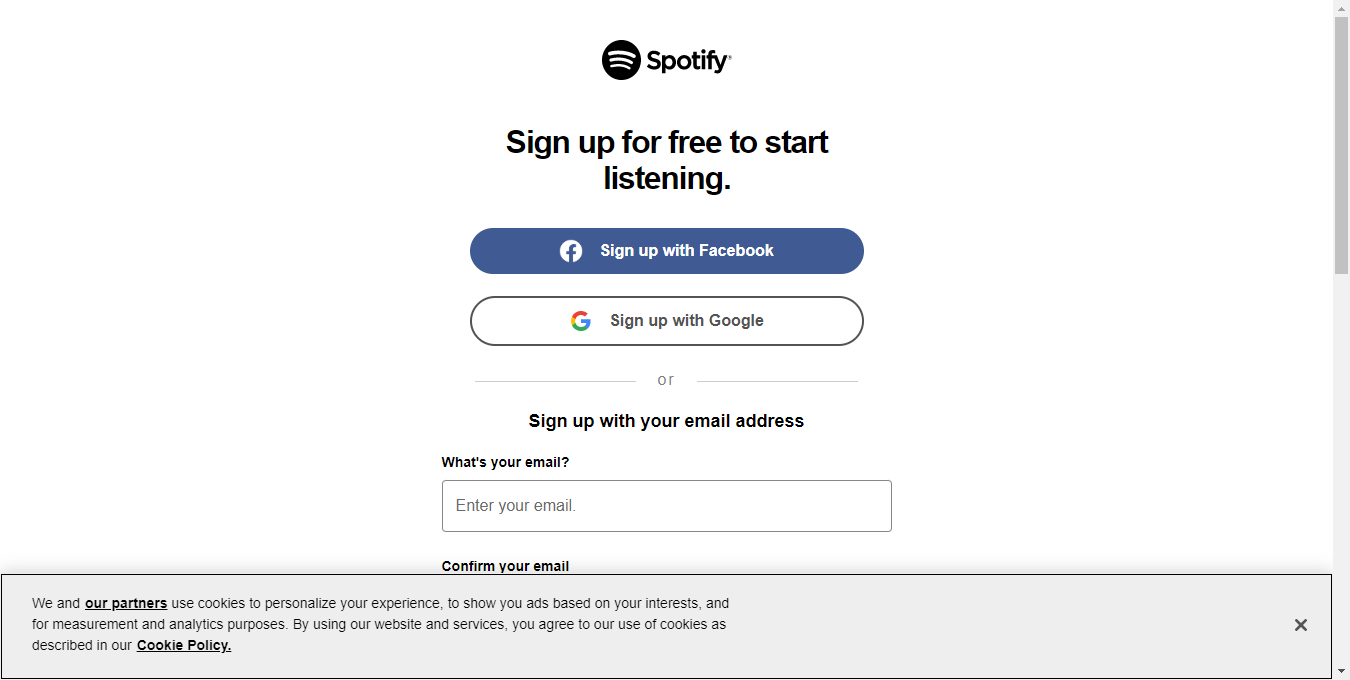 Spotify®
Sign up for free to start
listening.
Sign up with Facebook
Sign up with Google
or
Sign up with your email address
What's your email?
Enter your email.
Confirm your email
We and our partners use cookies to personalize your experience, to show you ads based on your interests, and
for measurement and analytics purposes. By using our website and services, you agree to our use of cookies as
described in our Cookie Policy.